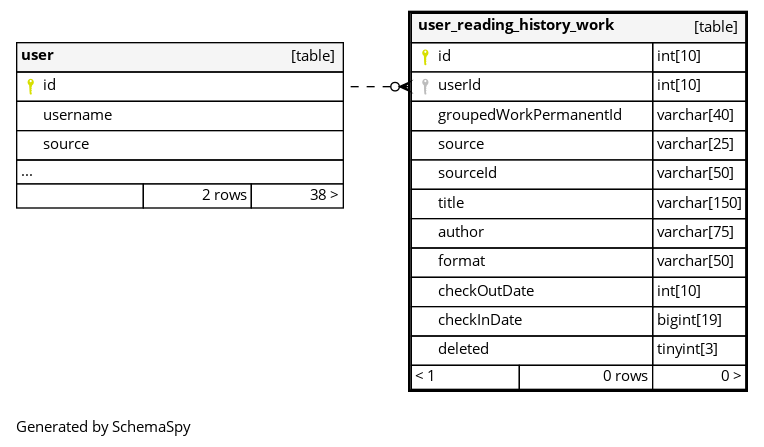 user [table]
id
username
source
...
2 rows 38 >
user_reading_history_work [table]
id int[10]
userId int[10]
groupedWorkPermanentId varchar[40]
source varchar[25]
sourceId varchar[50]
title varchar[150]
author varchar[75]
format varchar[50]
checkOutDate int[10]
checkInDate bigint[19]
deleted tinyint[3]
< 1 0 rows 0 >
Generated by SchemaSpy